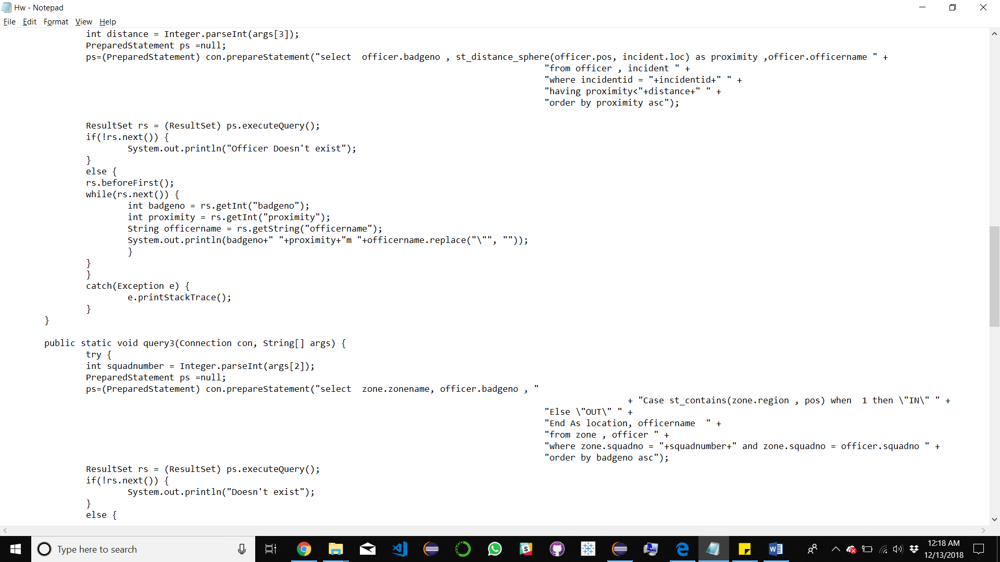 Hw - Notepad
File Edit Format View Help
int distance = Integer.parseInt(args[3]);
PreparedStatement ps =null;
ps=(PreparedStatement) con.prepareStatement("select  officer.badgeno , st_distance_sphere(officer.pos, incident.loc) as proximity ,officer.officername " +
"from officer , incident " +
"where incidentid = "+incidentid+" " +
"having proximity<"+distance+" " +
"order by proximity asc");
ResultSet rs = (ResultSet) ps.executeQuery();
if(!rs.next()) {
System.out.println("Officer Doesn't exist");
}
else {
rs.beforeFirst();
while(rs.next()) {
int badgeno = rs.getInt("badgeno");
int proximity = rs.getInt("proximity");
String officername = rs.getString("officername");
System.out.println(badgeno+" "+proximity+"m "+officername.replace("\"", ""));
}
}
}
catch(Exception e) {
e.printStackTrace();
}
}
public static void query3(Connection con, String[] args) {
try {
int squadnumber = Integer.parseInt(args[2]);
PreparedStatement ps =null;
ps=(PreparedStatement) con.prepareStatement("select  zone.zonename, officer.badgeno , "
+ "Case st_contains(zone.region , pos) when  1 then \"IN\" " +
"Else \"OUT\" " +
"End As location, officername  " +
"from zone , officer " +
"where zone.squadno = "+squadnumber+" and zone.squadno = officer.squadno " +
"order by badgeno asc");
ResultSet rs = (ResultSet) ps.executeQuery();
if(!rs.next()) {
System.out.println("Doesn't exist");
}
else {
Type here to search
12:18 AM
12/13/2018